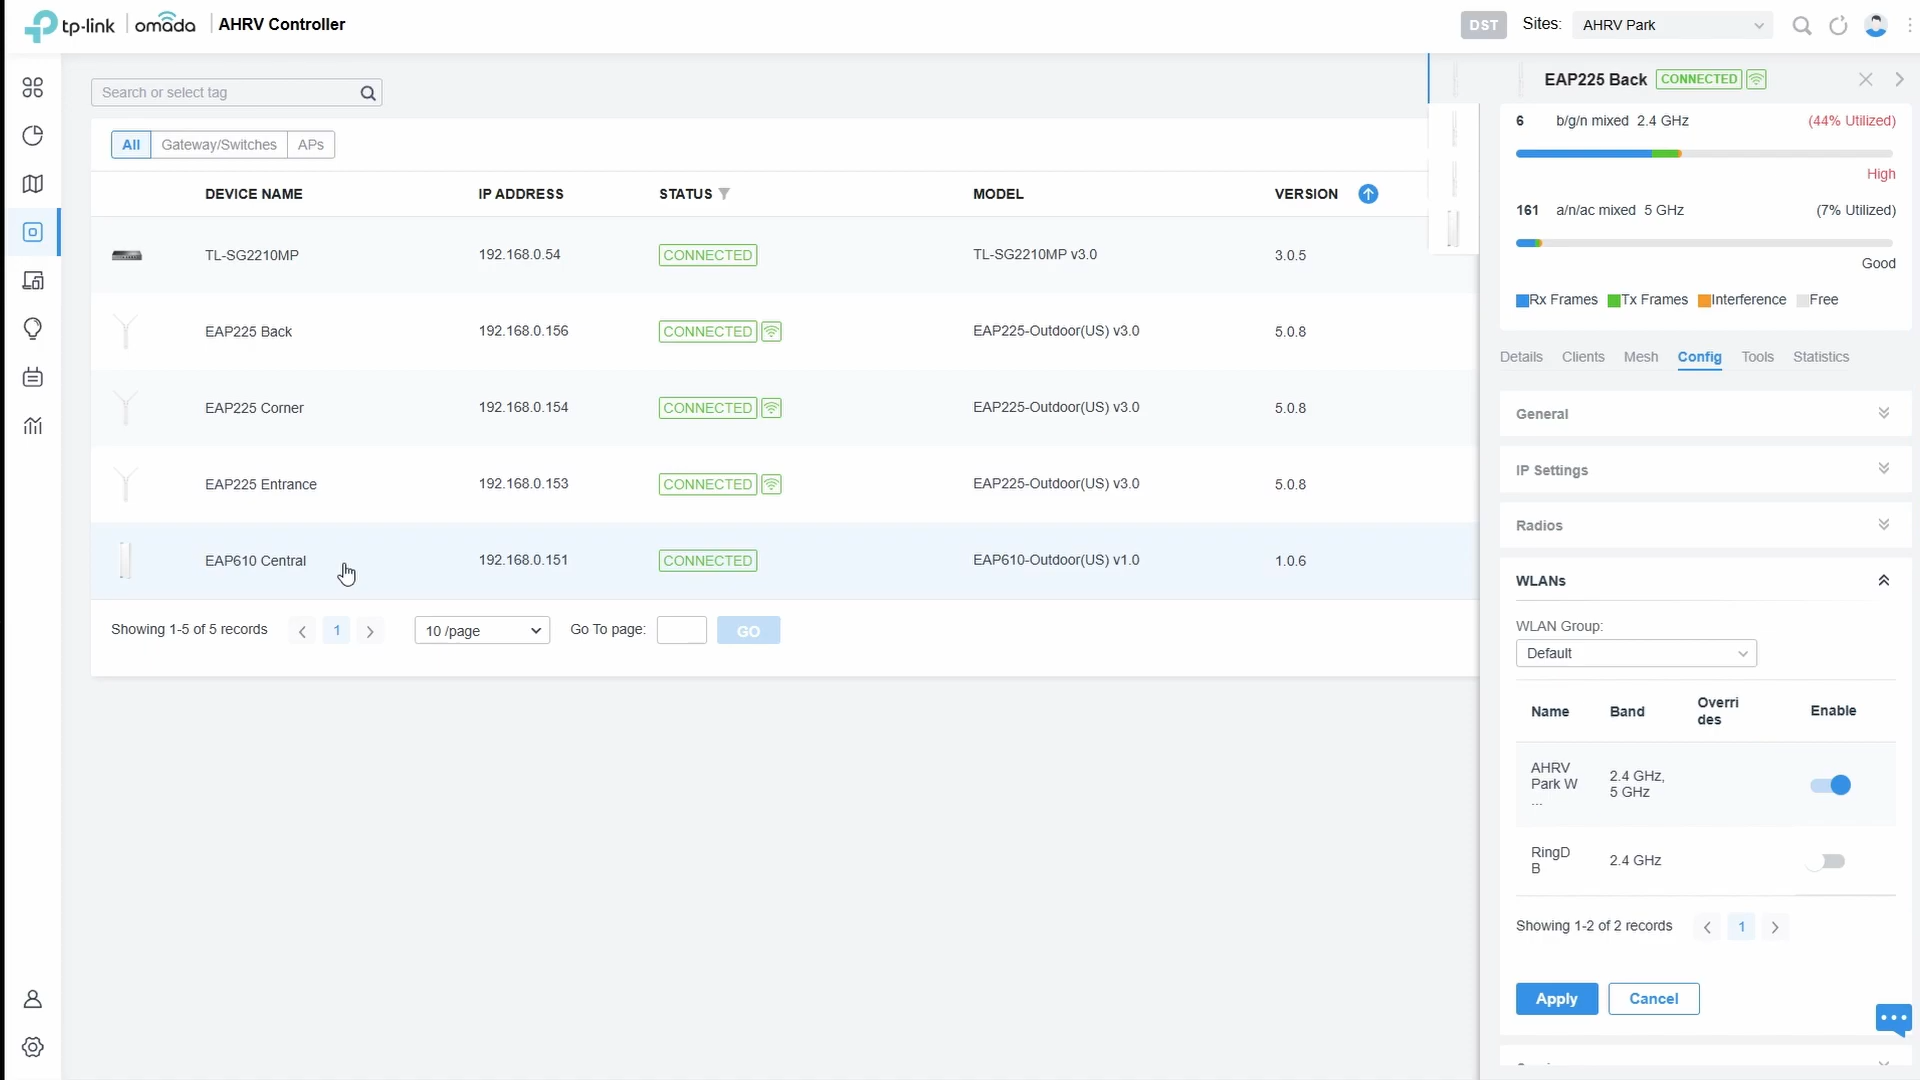 tp-link omada AHRV Controller
DST Sites: AHRV Park
Search or select tag
All Gateway/Switches APs
DEVICE NAME IP ADDRESS STATUS MODEL VERSION
TL-SG2210MP 192.168.0.54 CONNECTED TL-SG2210MP v3.0 3.0.5
EAP225 Back 192.168.0.156 CONNECTED EAP225-Outdoor(US) v3.0 5.0.8
EAP225 Corner 192.168.0.154 CONNECTED EAP225-Outdoor(US) v3.0 5.0.8
EAP225 Entrance 192.168.0.153 CONNECTED EAP225-Outdoor(US) v3.0 5.0.8
EAP610 Central 192.168.0.151 CONNECTED EAP610-Outdoor(US) v1.0 1.0.6
Showing 1-5 of 5 records 1 10 /page Go To page: GO
EAP225 Back CONNECTED
6 b/g/n mixed 2.4 GHz (44% Utilized)
High
161 a/n/ac mixed 5 GHz (7% Utilized)
Good
Rx Frames Tx Frames Interference Free
Details Clients Mesh Config Tools Statistics
General
IP Settings
Radios
WLANs
WLAN Group:
Default
Name Band Overri
des Enable
AHRV
Park W
...
2.4 GHz,
5 GHz
RingD
B
2.4 GHz
Showing 1-2 of 2 records 1
Apply Cancel